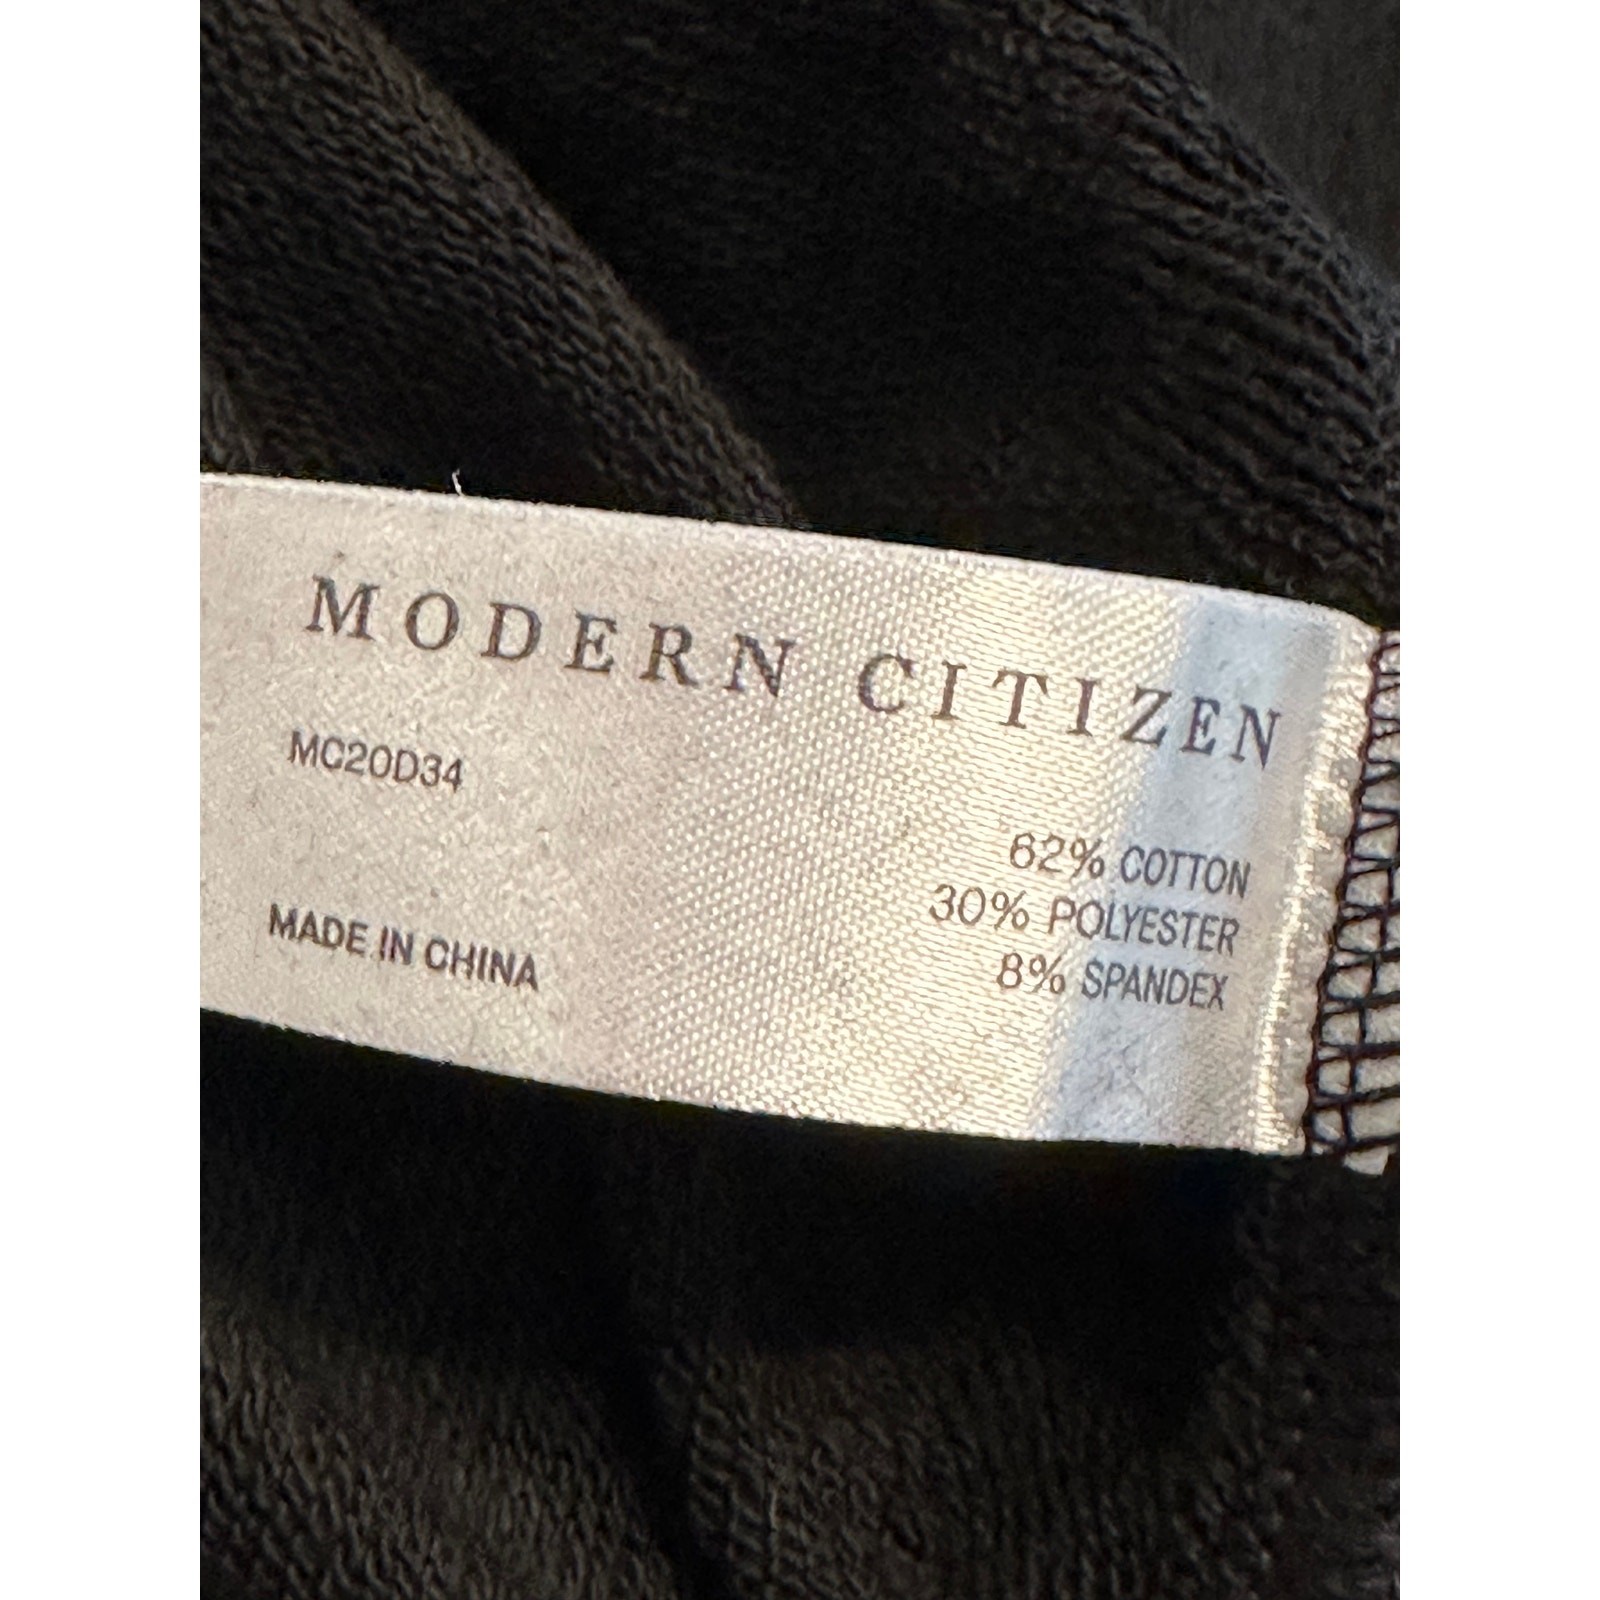 MODERN CITIZEN
MC20D34
62% COTTON
30% POLYESTER
8% SPANDEX
MADE IN CHINA